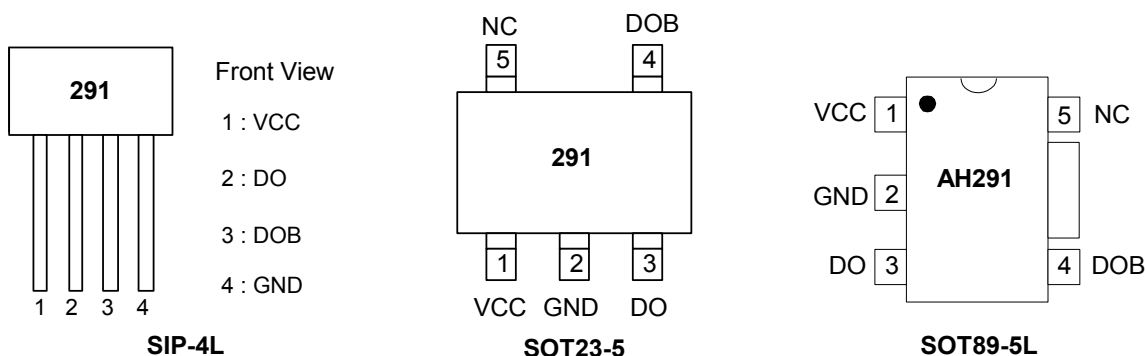 291
Front View
1 : VCC
2 : DO
3 : DOB
4 : GND
1 2 3 4
SIP-4L
NC DOB
5 4
291
1 2 3
VCC GND DO
SOT23-5
VCC 1 5 NC
AH291
GND 2
DO 3 4 DOB
SOT89-5L